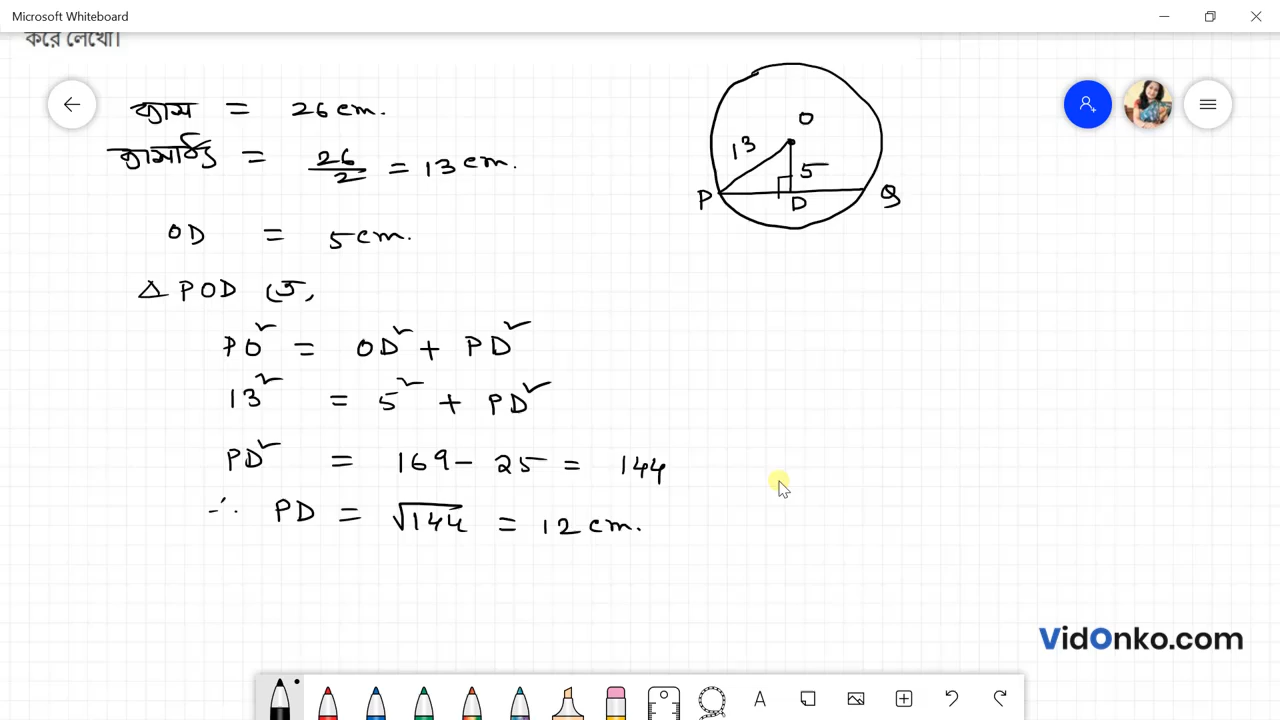 Microsoft Whiteboard
করে লেখো।
ব্যাস = 26 cm.
ব্যাসার্ধ = 26/2 = 13 cm.
OD = 5 cm.
Δ POD তে,
PO² = OD² + PD²
13² = 5² + PD²
PD² = 169 - 25 = 144
∴ PD = √144 = 12 cm.
O
13
5
P D Q
VidOnko.com
A